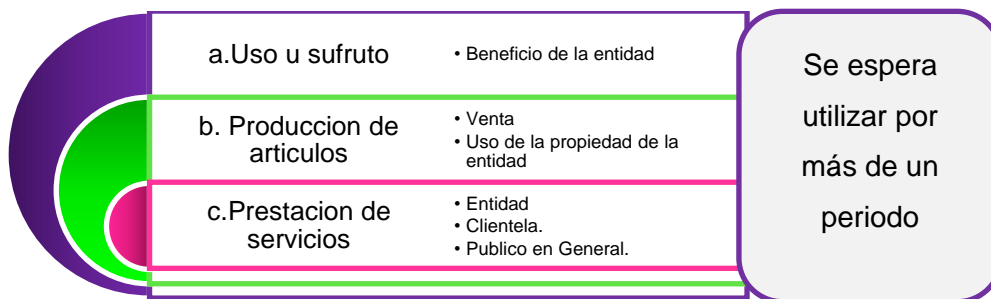 a.Uso u sufruto
• Beneficio de la entidad
b. Produccion de
articulos
• Venta
• Uso de la propiedad de la
entidad
c.Prestacion de
servicios
• Entidad
• Clientela.
• Publico en General.
Se espera
utilizar por
más de un
periodo